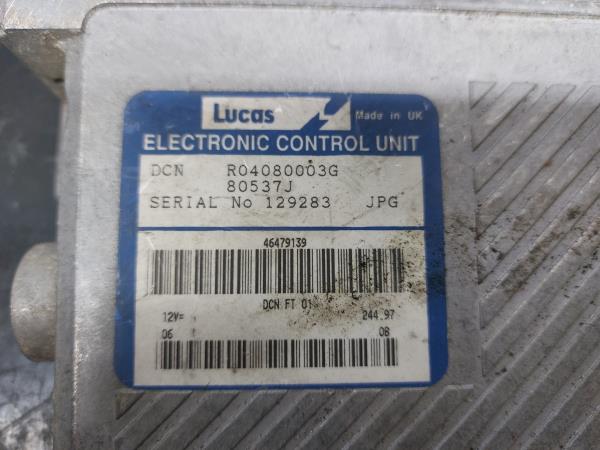 Lucas
Made in UK
ELECTRONIC CONTROL UNIT
DCN R04080003G
80537J
SERIAL No 129283 JPG
46479139
DCN FT 01
12V= 244.97
06 08